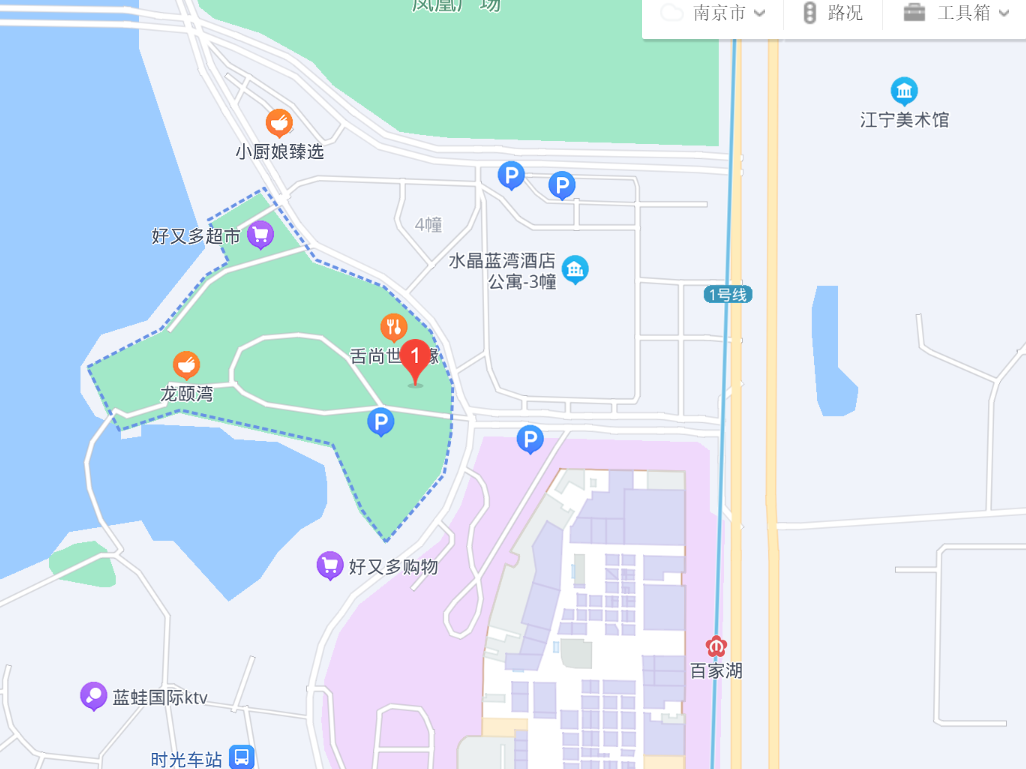 凤凰广场
南京市
路况
工具箱
江宁美术馆
小厨娘臻选
P
P
4幢
好又多超市
水晶蓝湾酒店
公寓-3幢
1号线
1
舌尚世
缘
龙颐湾
P
P
好又多购物
百家湖
蓝蛙国际ktv
时光车站